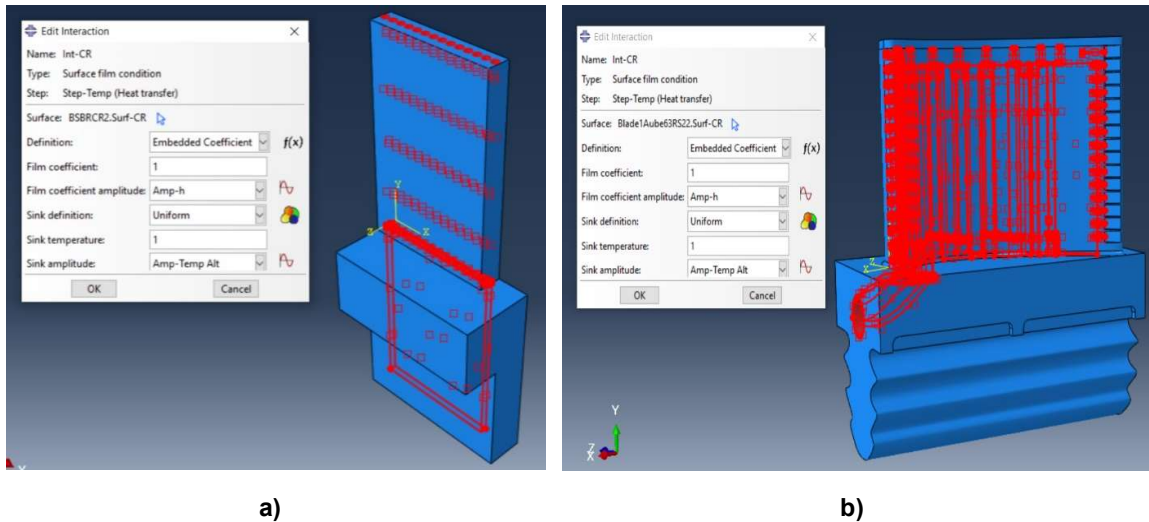 Edit Interaction
Name: Int-CR
Type: Surface film condition
Step: Step-Temp (Heat transfer)
Surface: BSBRCR2.Surf-CR
Definition: Embedded Coefficient f(x)
Film coefficient: 1
Film coefficient amplitude: Amp-h
Sink definition: Uniform
Sink temperature: 1
Sink amplitude: Amp-Temp Alt
OK Cancel
Y
Z X
X
a)
Edit Interaction
Name: Int-CR
Type: Surface film condition
Step: Step-Temp (Heat transfer)
Surface: Blade1Aube63RS22.Surf-CR
Definition: Embedded Coefficient f(x)
Film coefficient: 1
Film coefficient amplitude: Amp-h
Sink definition: Uniform
Sink temperature: 1
Sink amplitude: Amp-Temp Alt
OK Cancel
X Z
Y
Z
X
b)